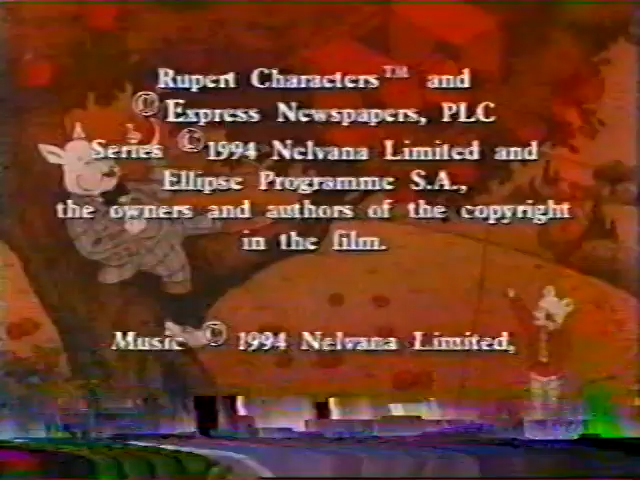 Rupert Characters™ and
© Express Newspapers, PLC
Series © 1994 Nelvana Limited and
Ellipse Programme S.A.,
the owners and authors of the copyright
in the film.
Music © 1994 Nelvana Limited,